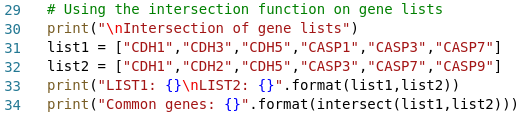 29 # Using the intersection function on gene lists
30 print("\nIntersection of gene lists")
31 list1 = ["CDH1","CDH3","CDH5","CASP1","CASP3","CASP7"]
32 list2 = ["CDH1","CDH2","CDH5","CASP3","CASP7","CASP9"]
33 print("LIST1: {}\nLIST2: {}".format(list1,list2))
34 print("Common genes: {}".format(intersect(list1,list2)))